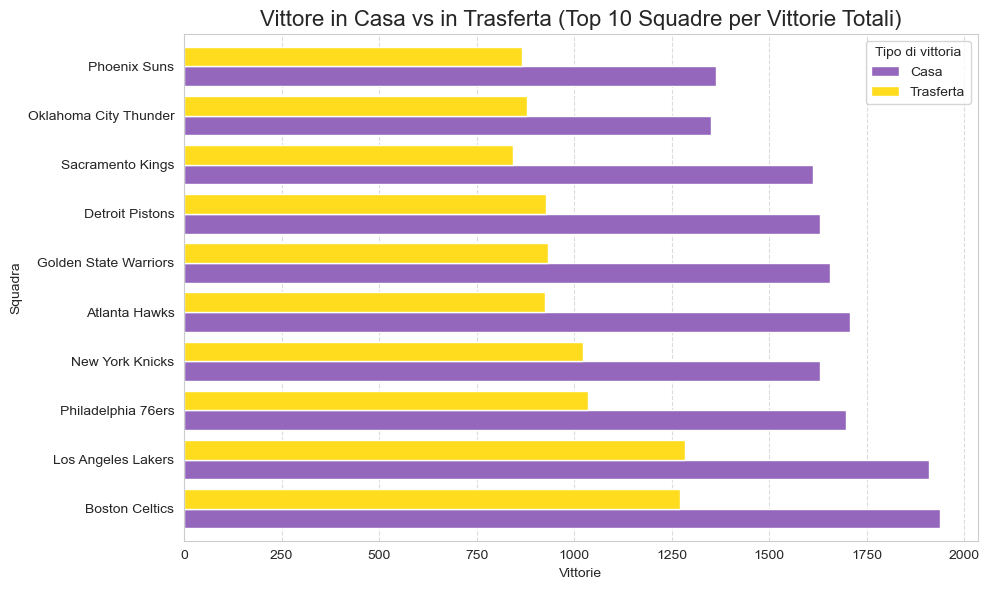 Vittore in Casa vs in Trasferta (Top 10 Squadre per Vittorie Totali)
Tipo di vittoria
Casa
Trasferta
Squadra
Phoenix Suns
Oklahoma City Thunder
Sacramento Kings
Detroit Pistons
Golden State Warriors
Atlanta Hawks
New York Knicks
Philadelphia 76ers
Los Angeles Lakers
Boston Celtics
0 250 500 750 1000 1250 1500 1750 2000
Vittorie